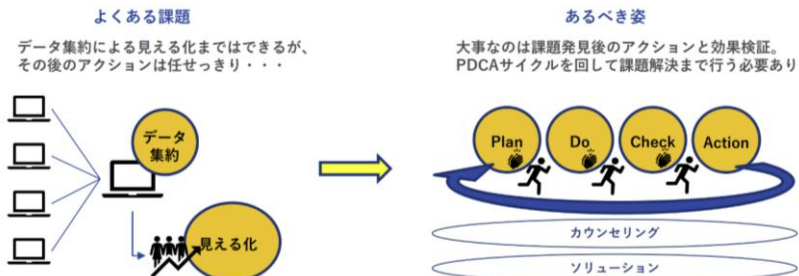 よくある課題
データ集約による見える化まではできるが、
その後のアクションは任せっきり・・・
データ
集約
見える化
あるべき姿
大事なのは課題発見後のアクションと効果検証。
PDCAサイクルを回して課題解決まで行う必要あり
Plan
Do
Check
Action
カウンセリング
ソリューション